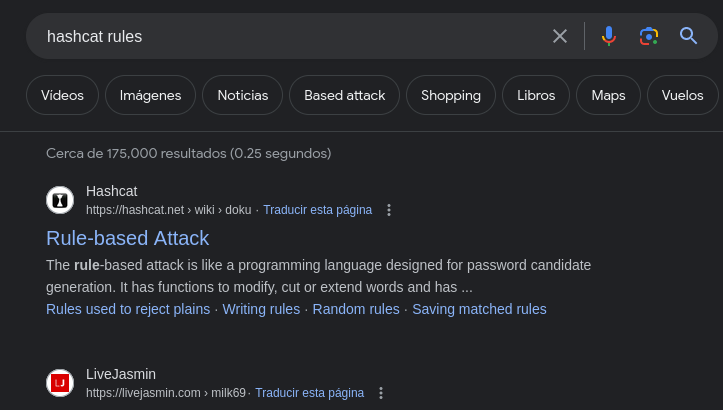 hashcat rules
Vídeos Imágenes Noticias Based attack Shopping Libros Maps Vuelos
Cerca de 175,000 resultados (0.25 segundos)
Hashcat
https://hashcat.net › wiki › doku · Traducir esta página
Rule-based Attack
The rule-based attack is like a programming language designed for password candidate
generation. It has functions to modify, cut or extend words and has ...
Rules used to reject plains · Writing rules · Random rules · Saving matched rules
LJ
LiveJasmin
https://livejasmin.com › milk69 · Traducir esta página